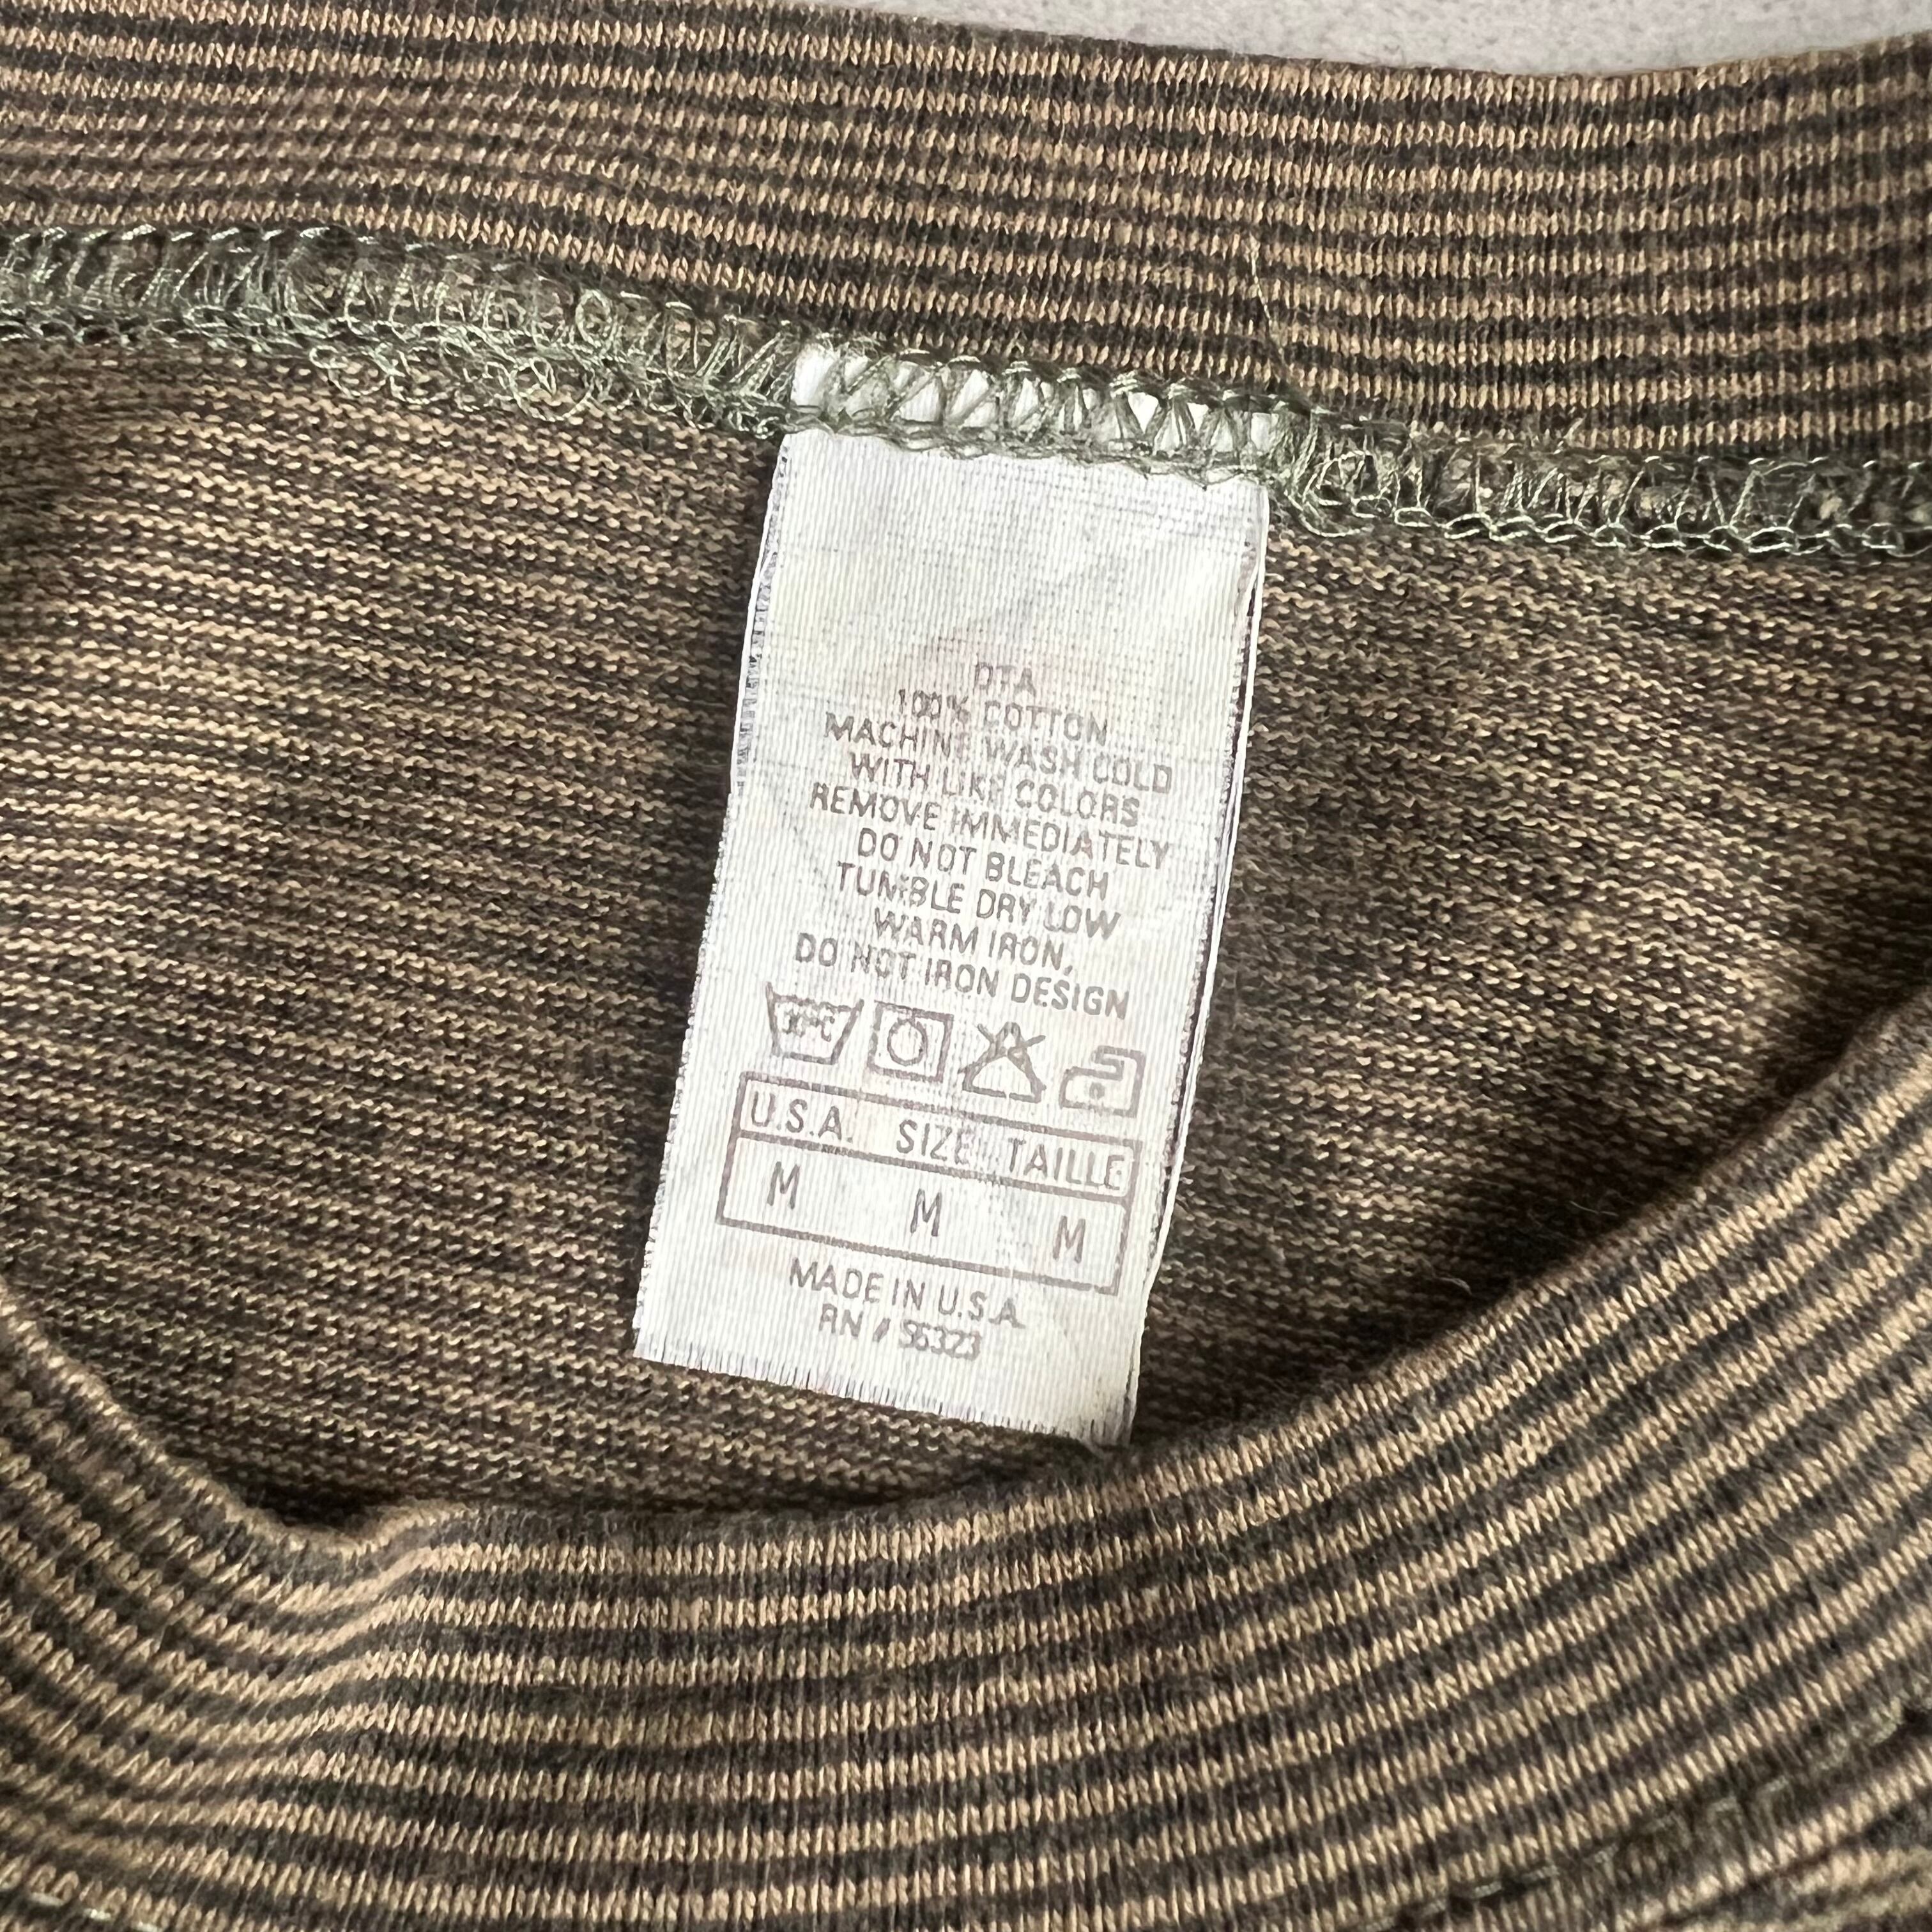 DTA
100% COTTON
MACHINE WASH COLD
WITH LIKE COLORS
REMOVE IMMEDIATELY
DO NOT BLEACH
TUMBLE DRY LOW
WARM IRON,
DO NOT IRON DESIGN
30°C
U.S.A. SIZE TAILLE
M M M
MADE IN U.S.A.
RN # 56323